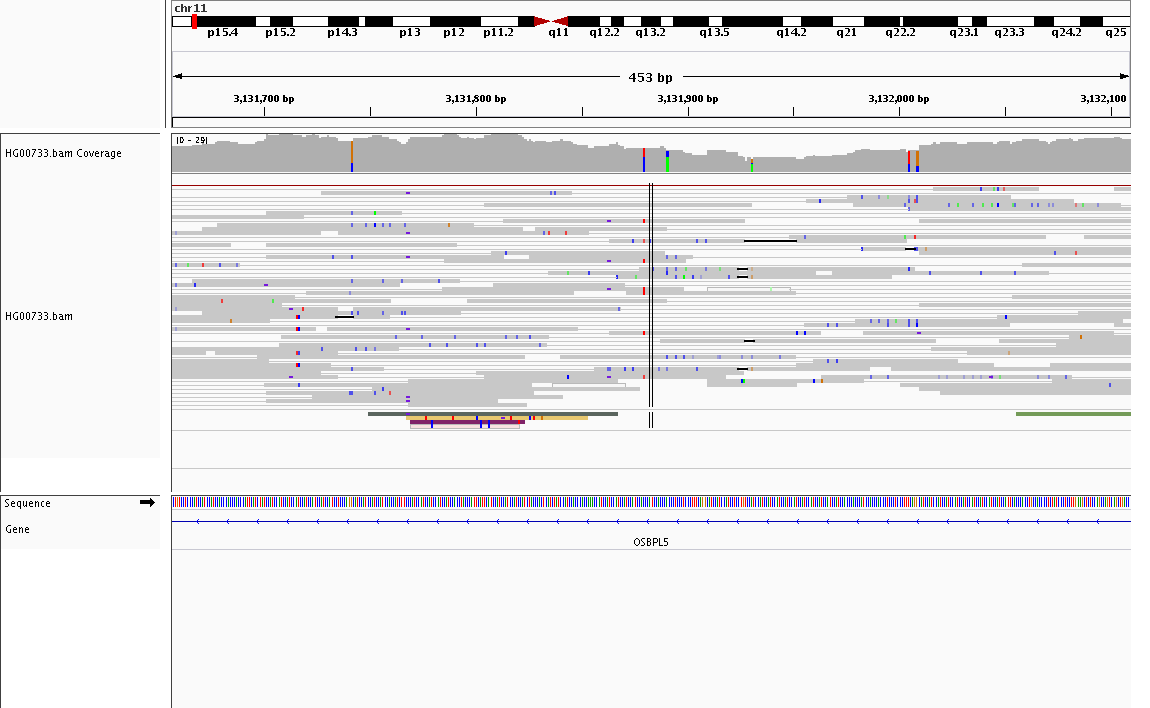 chr11
p15.4 p15.2 p14.3 p13 p12 p11.2 q11 q12.2 q13.2 q13.5 q14.2 q21 q22.2 q23.1 q23.3 q24.2 q25
453 bp
3,131,700 bp 3,131,800 bp 3,131,900 bp 3,132,000 bp 3,132,100
[0 - 29]
HG00733.bam Coverage
HG00733.bam
Sequence
Gene
OSBPL5